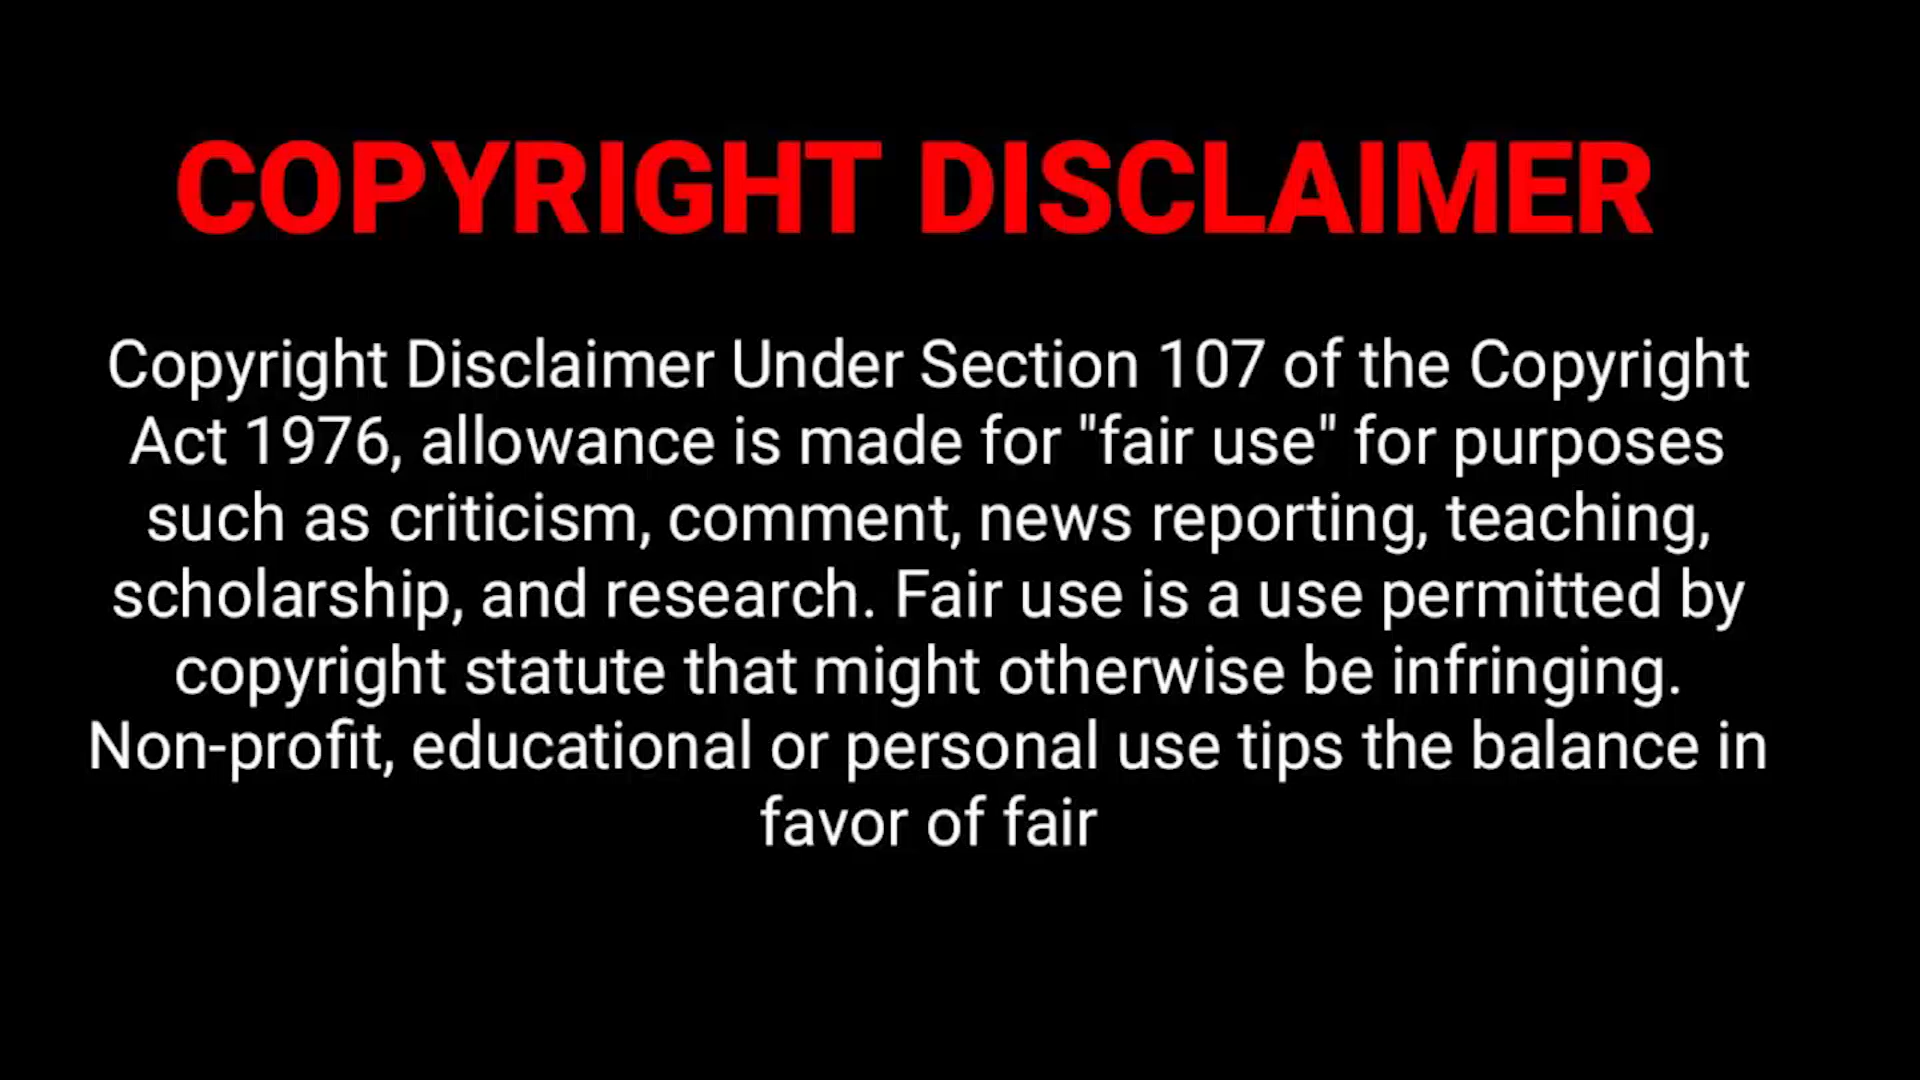 COPYRIGHT DISCLAIMER
Copyright Disclaimer Under Section 107 of the Copyright
Act 1976, allowance is made for "fair use" for purposes
such as criticism, comment, news reporting, teaching,
scholarship, and research. Fair use is a use permitted by
copyright statute that might otherwise be infringing.
Non-profit, educational or personal use tips the balance in
favor of fair